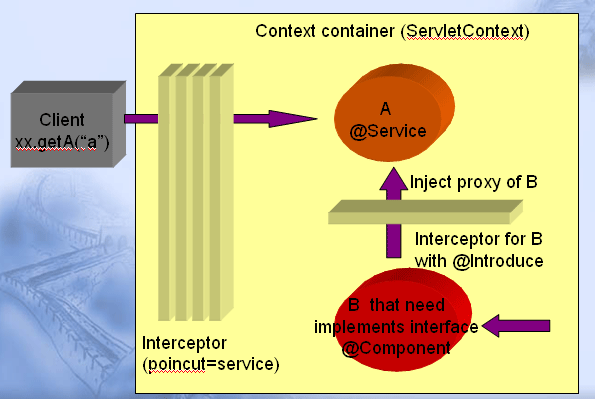 Context container (ServletContext)
Client
xx.getA(“a”)
A
@Service
Inject proxy of B
Interceptor for B
with @Introduce
B that need
implements interface
@Component
Interceptor
(poincut=service)